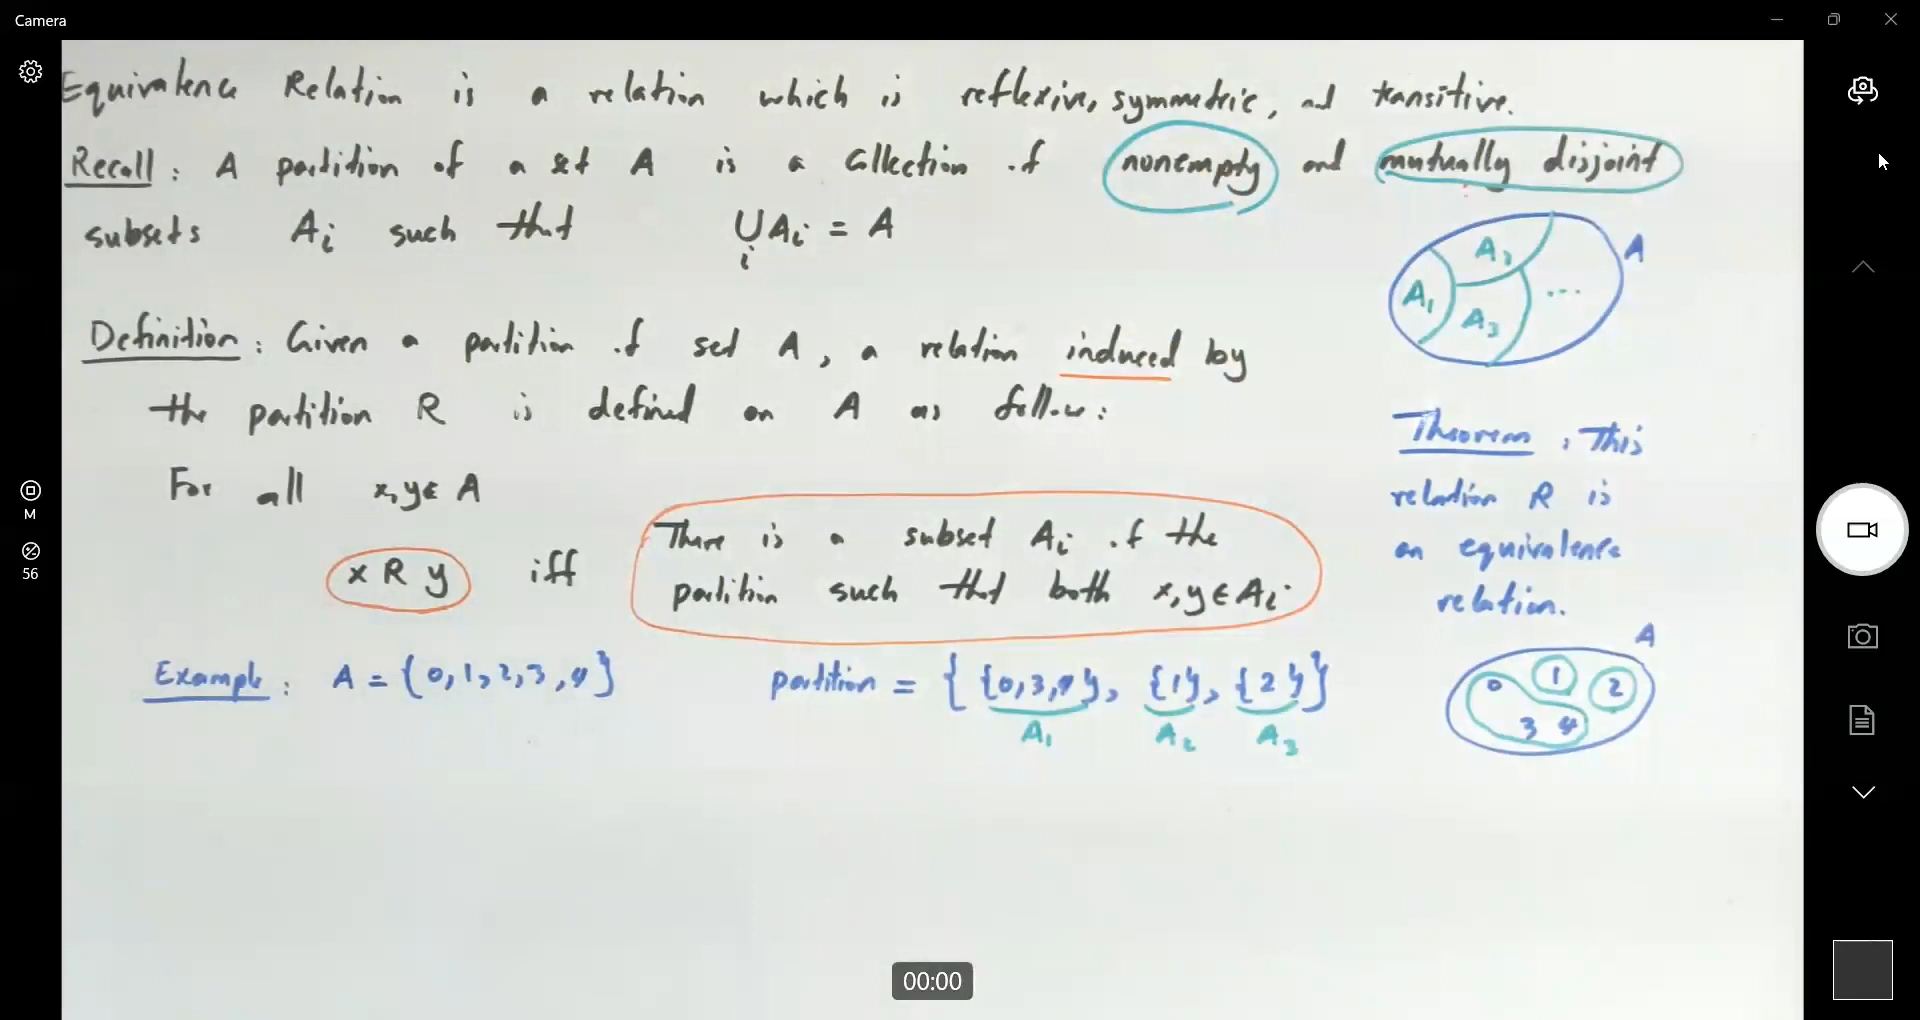 Camera
Equivalence Relation is a relation which is reflexive, symmetric, and transitive.
Recall : A partition of a set A is a collection of nonempty and mutually disjoint
subsets Ai such that ∪Ai = A
i
A
A2
A1
A3
...
Definition : Given a partition of set A, a relation induced by
the partition R is defined on A as follow:
For all x,y ∈ A
x R y iff There is a subset Ai of the
partition such that both x,y ∈ Ai.
Theorem : This
relation R is
an equivalence
relation.
Example : A = {0,1,2,3,4} partition = { {0,3,4}, {1}, {2} }
A1 A2 A3
A
0 1 2
3 4
M
56
00:00